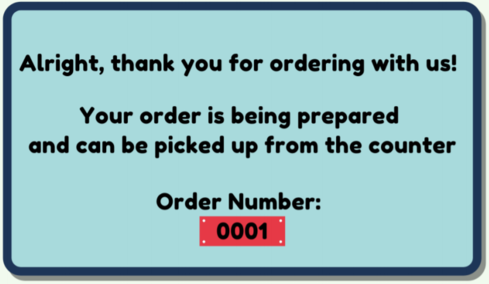 Alright, thank you for ordering with us!
Your order is being prepared
and can be picked up from the counter
Order Number:
0001